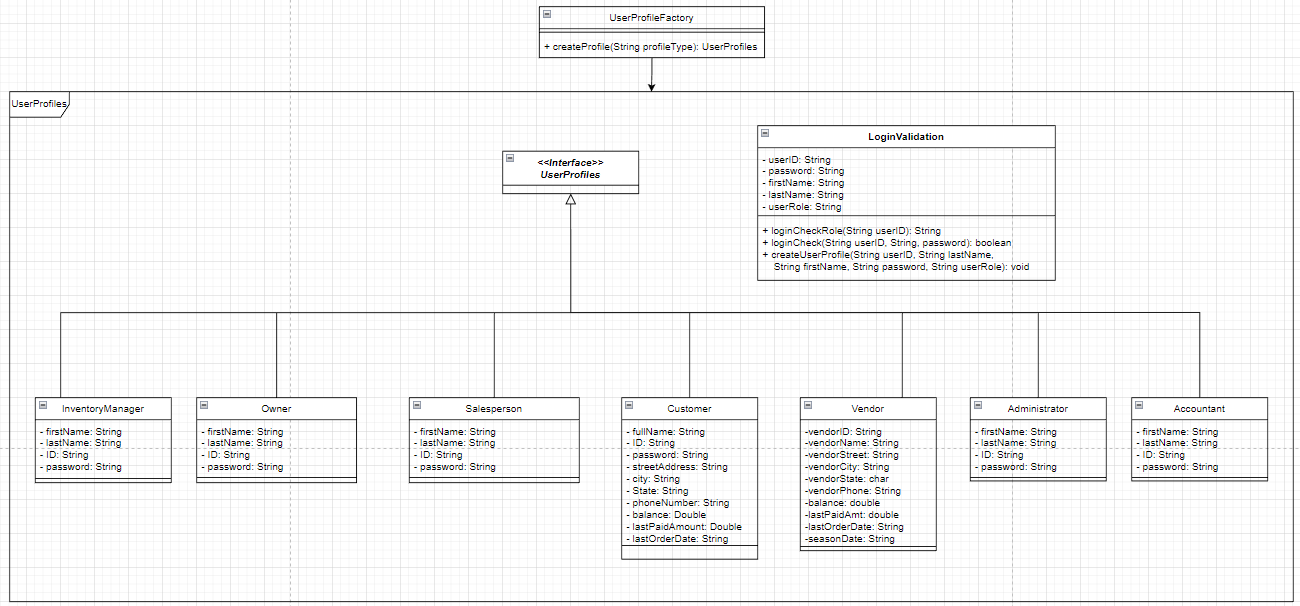 UserProfileFactory
+ createProfile(String profileType): UserProfiles
UserProfiles
<<Interface>>
UserProfiles
LoginValidation
- userID: String
- password: String
- firstName: String
- lastName: String
- userRole: String
+ loginCheckRole(String userID): String
+ loginCheck(String userID, String, password): boolean
+ createUserProfile(String userID, String lastName,
String firstName, String password, String userRole): void
InventoryManager
- firstName: String
- lastName: String
- ID: String
- password: String
Owner
- firstName: String
- lastName: String
- ID: String
- password: String
Salesperson
- firstName: String
- lastName: String
- ID: String
- password: String
Customer
- fullName: String
- ID: String
- password: String
- streetAddress: String
- city: String
- State: String
- phoneNumber: String
- balance: Double
- lastPaidAmount: Double
- lastOrderDate: String
Vendor
-vendorID: String
-vendorName: String
-vendorStreet: String
-vendorCity: String
-vendorState: char
-vendorPhone: String
-balance: double
-lastPaidAmt: double
-lastOrderDate: String
-seasonDate: String
Administrator
- firstName: String
- lastName: String
- ID: String
- password: String
Accountant
- firstName: String
- lastName: String
- ID: String
- password: String